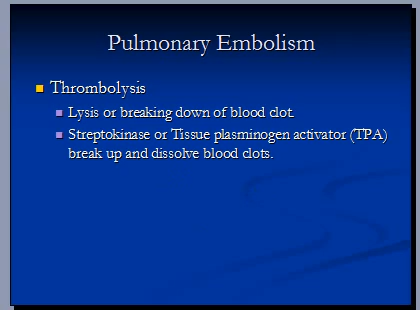 Pulmonary Embolism
Thrombolysis
Lysis or breaking down of blood clot.
Streptokinase or Tissue plasminogen activator (TPA)
break up and dissolve blood clots.